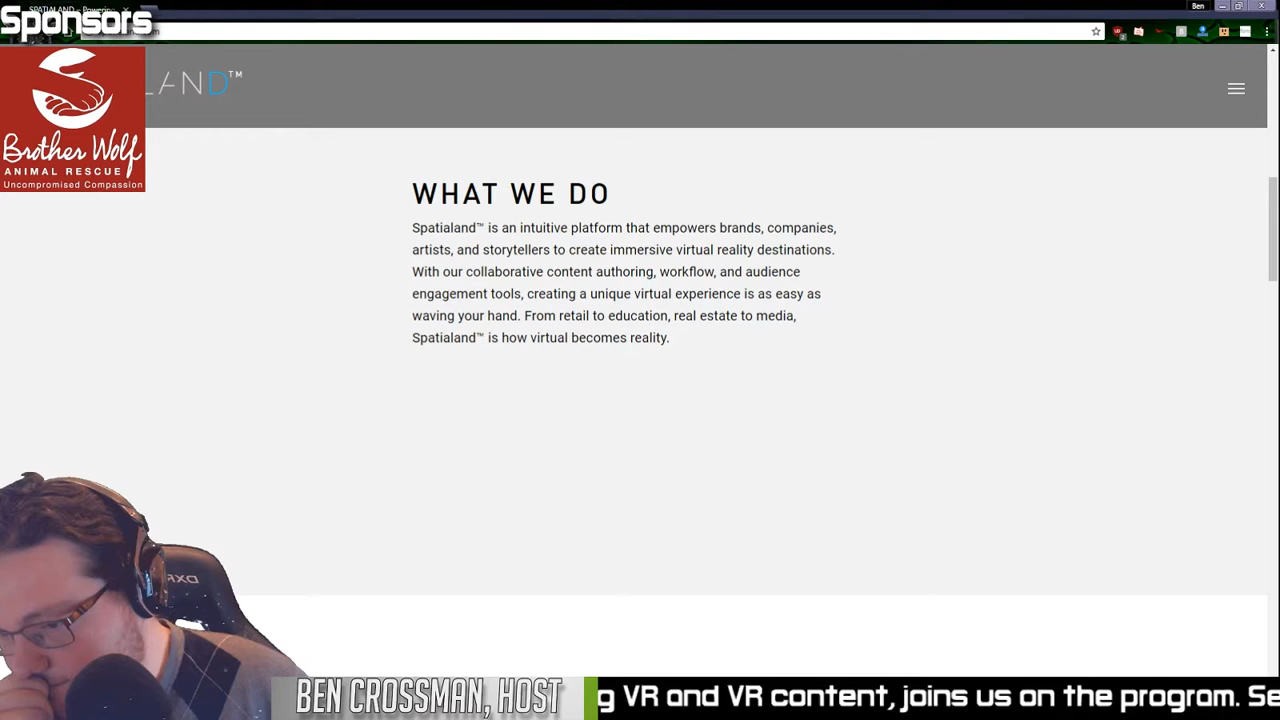 SPATIALAND - Powering
Ben
Sponsors
LAND™
Brother Wolf
ANIMAL RESCUE
Uncompromised Compassion
WHAT WE DO
Spatialand™ is an intuitive platform that empowers brands, companies,
artists, and storytellers to create immersive virtual reality destinations.
With our collaborative content authoring, workflow, and audience
engagement tools, creating a unique virtual experience is as easy as
waving your hand. From retail to education, real estate to media,
Spatialand™ is how virtual becomes reality.
DXR
BEN CROSSMAN, HOST
g VR and VR content, joins us on the program. Se